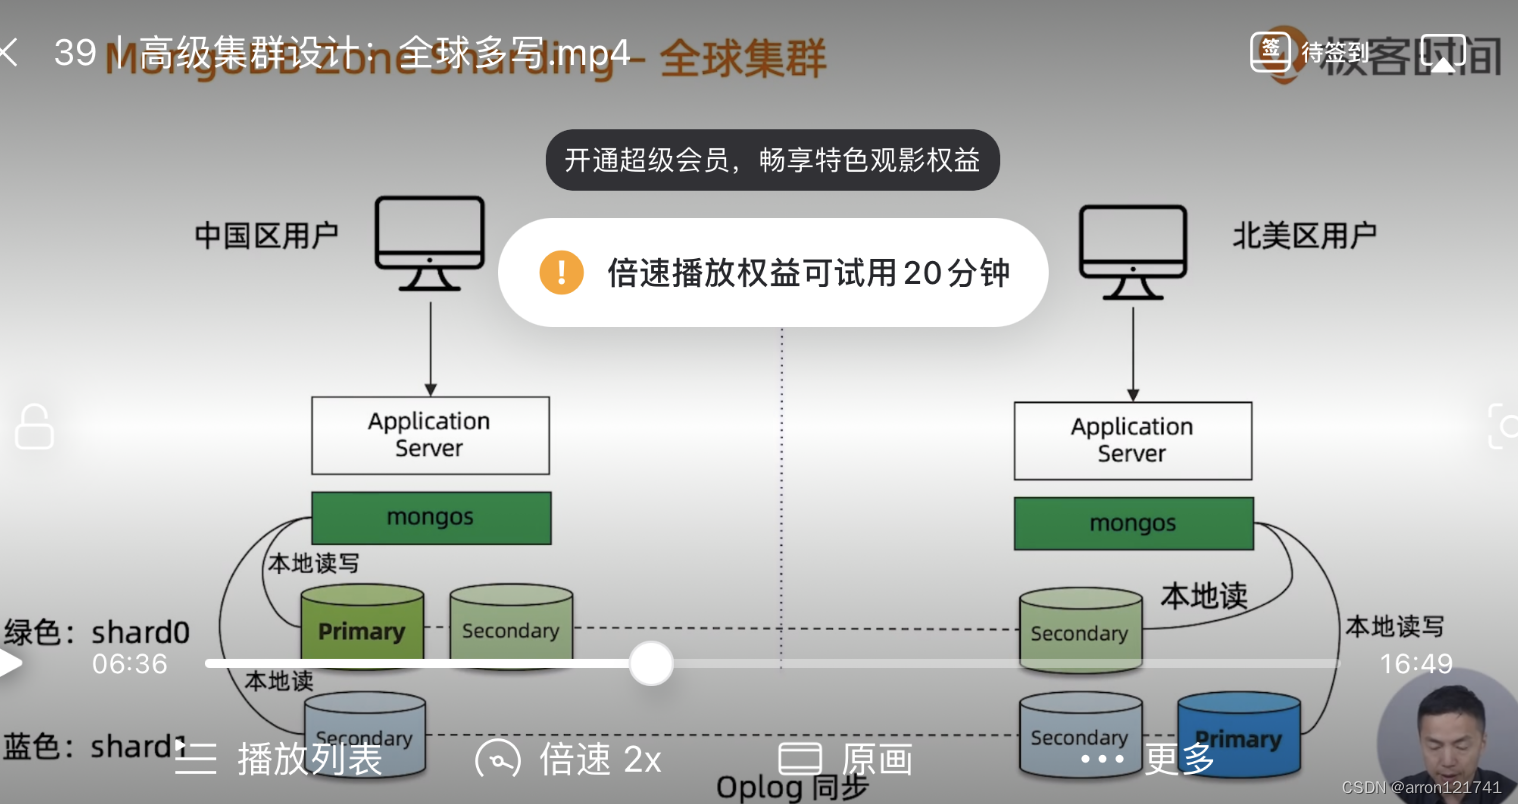 39 | 高级集群设计：全球多写.mp4
MongoDB Zone Sharding – 全球集群
签 待签到
极客时间
开通超级会员，畅享特色观影权益
中国区用户
北美区用户
倍速播放权益可试用20分钟
Application
Server
Application
Server
mongos
mongos
本地读写
本地读
绿色：shard0
Primary
Secondary
Secondary
本地读写
06:36
16:49
本地读
蓝色：shard1
Secondary
Secondary
Primary
播放列表
倍速 2x
原画
更多
Oplog 同步
CSDN @arron121741